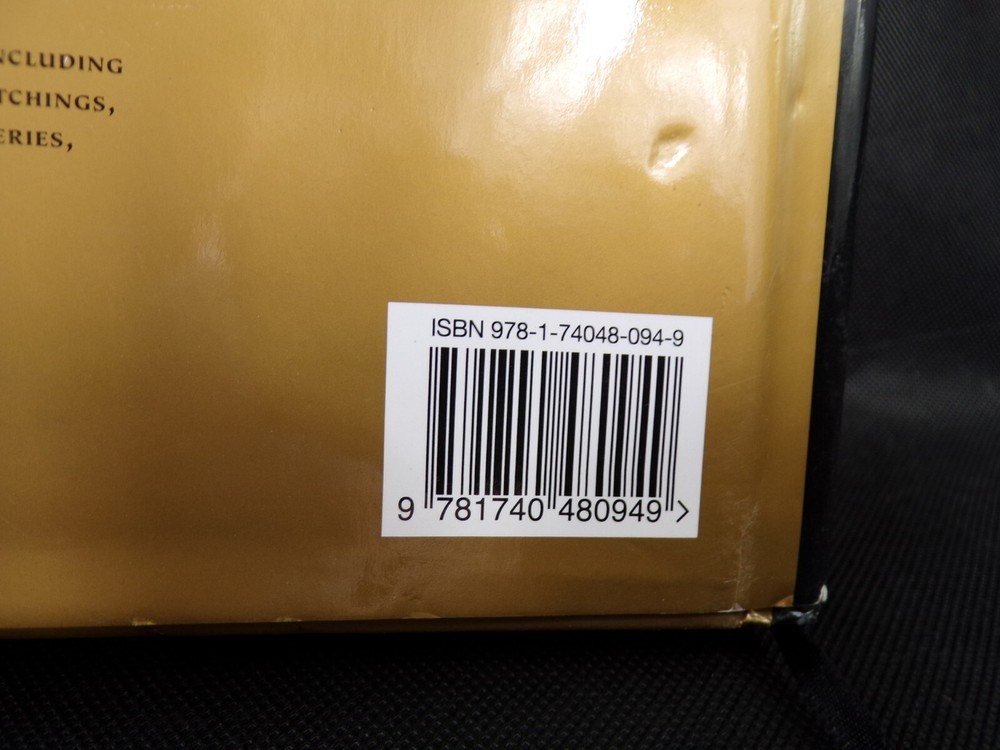 NCLUDING
TCHINGS,
ERIES,
ISBN 978-1-74048-094-9
9 781740 480949 >